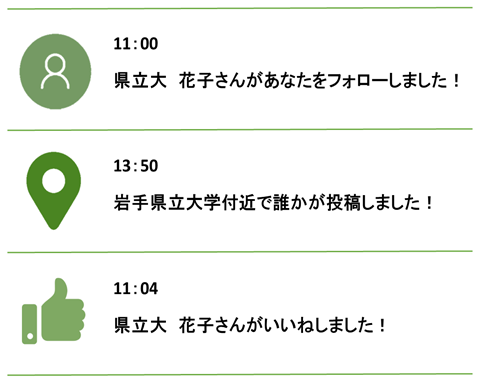 11:00
県立大　花子さんがあなたをフォローしました！
13:50
岩手県立大学付近で誰かが投稿しました！
11:04
県立大　花子さんがいいねしました！